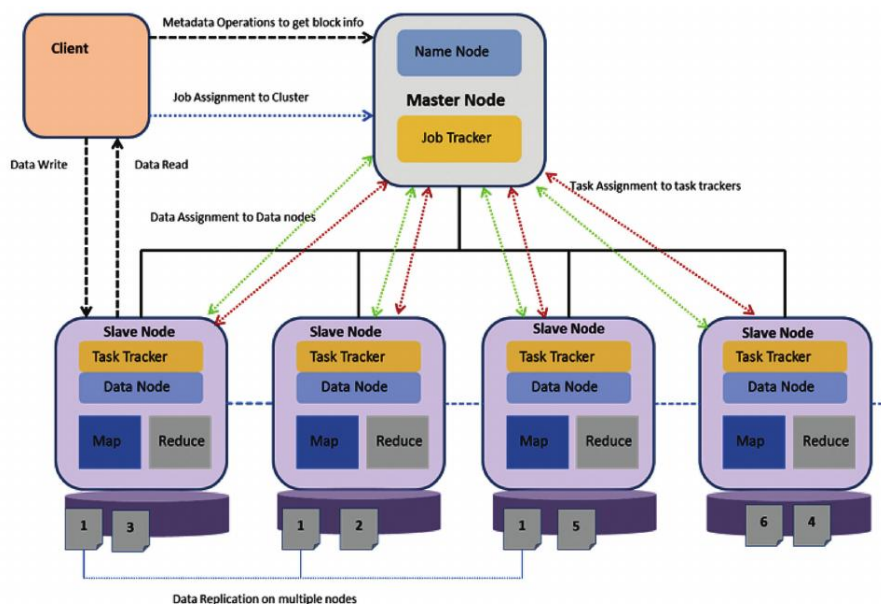 Metadata Operations to get block info
Client
Name Node
Master Node
Job Assignment to Cluster
Job Tracker
Data Write
Data Read
Task Assignment to task trackers
Data Assignment to Data nodes
Slave Node
Task Tracker
Data Node
Map
Reduce
1
3
Slave Node
Task Tracker
Data Node
Map
Reduce
1
2
Slave Node
Task Tracker
Data Node
Map
Reduce
1
5
Slave Node
Task Tracker
Data Node
Map
Reduce
6
4
Data Replication on multiple nodes